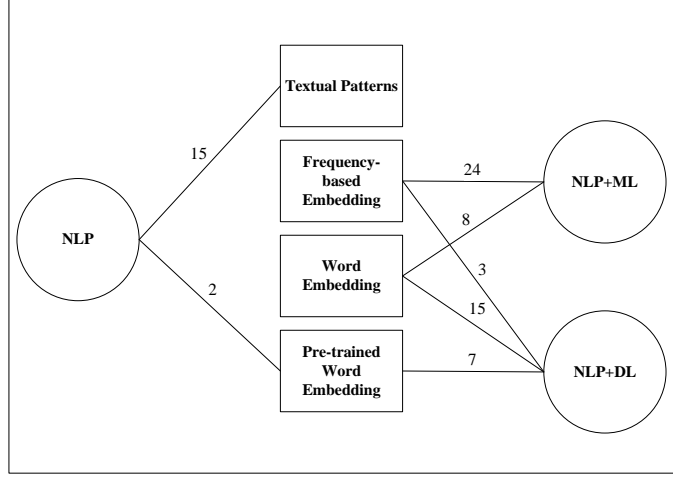 Textual Patterns
15
Frequency-
based
Embedding
24
NLP+ML
8
NLP
Word
Embedding
3
2
15
Pre-trained
Word
Embedding
7
NLP+DL